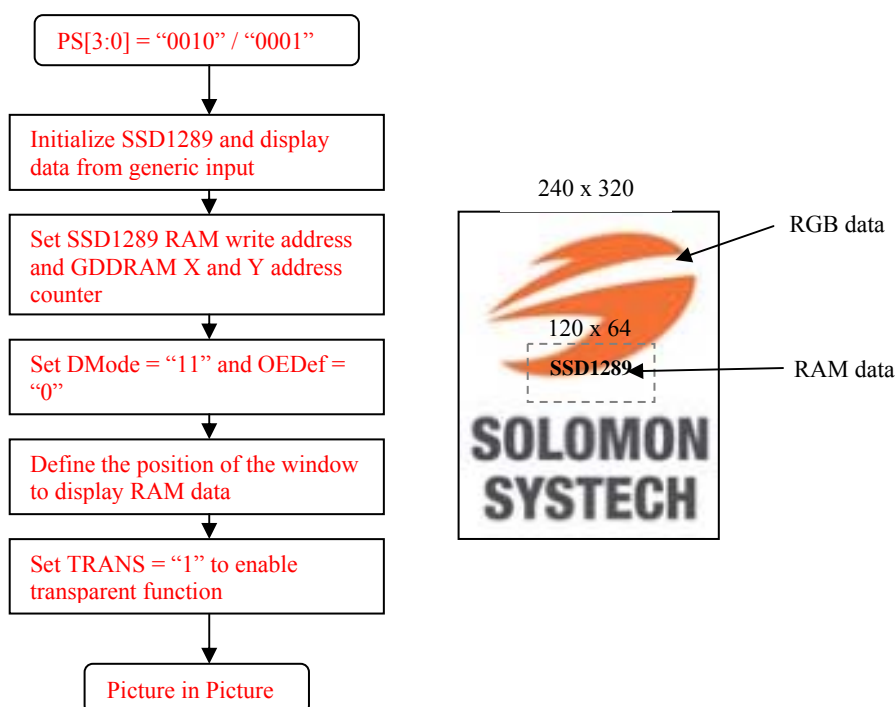 PS[3:0] = “0010” / “0001”
Initialize SSD1289 and display
data from generic input
Set SSD1289 RAM write address
and GDDRAM X and Y address
counter
Set DMode = “11” and OEDef =
“0”
Define the position of the window
to display RAM data
Set TRANS = “1” to enable
transparent function
Picture in Picture
240 x 320
RGB data
120 x 64
SSD1289
RAM data
SOLOMON
SYSTECH